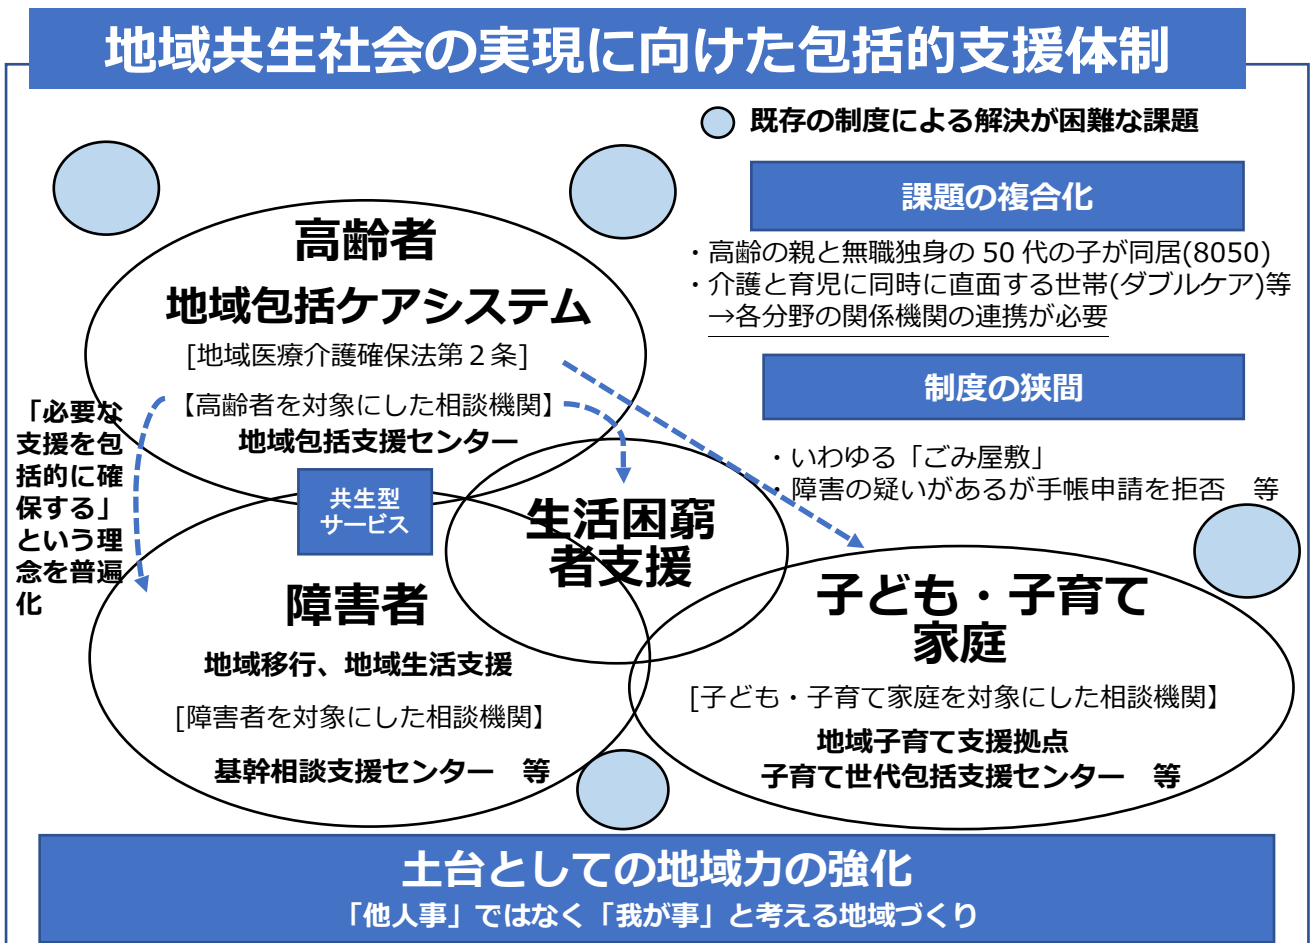 地域共生社会の実現に向けた包括的支援体制
既存の制度による解決が困難な課題
課題の複合化
・高齢の親と無職独身の 50 代の子が同居(8050)
・介護と育児に同時に直面する世帯(ダブルケア)等
→各分野の関係機関の連携が必要
制度の狭間
・いわゆる「ごみ屋敷」
・障害の疑いがあるが手帳申請を拒否　等
高齢者
地域包括ケアシステム
[地域医療介護確保法第２条]
【高齢者を対象にした相談機関】
地域包括支援センター
「必要な
支援を包
括的に確
保する」
という理
念を普遍
化
共生型
サービス
生活困窮
者支援
障害者
地域移行、地域生活支援
[障害者を対象にした相談機関】
基幹相談支援センター　等
子ども・子育て
家庭
[子ども・子育て家庭を対象にした相談機関】
地域子育て支援拠点
子育て世代包括支援センター　等
土台としての地域力の強化
「他人事」ではなく「我が事」と考える地域づくり